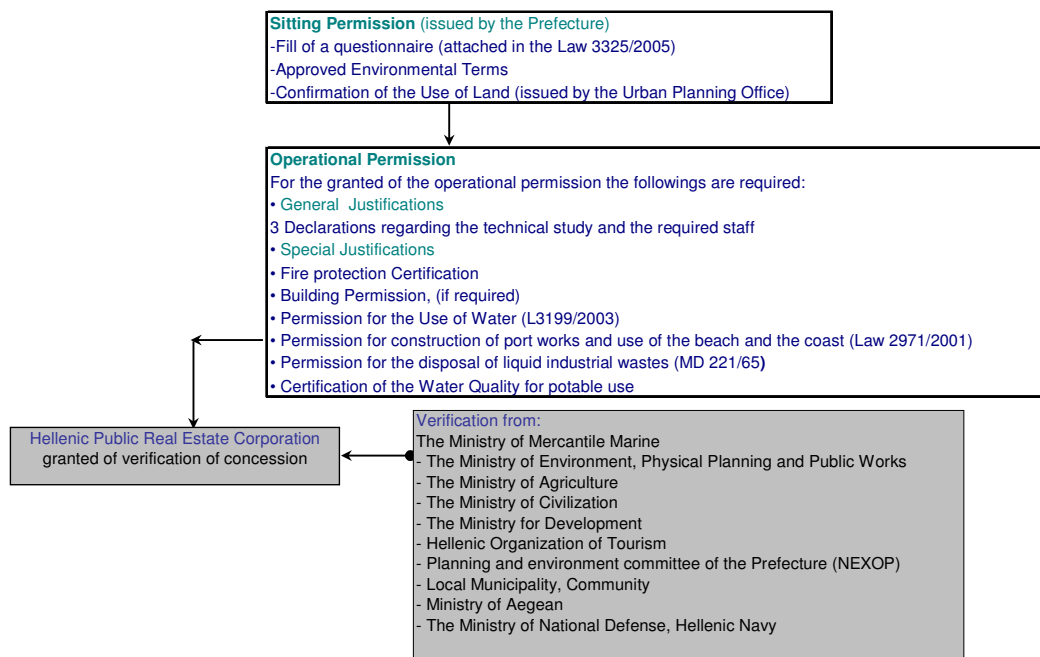 Sitting Permission (issued by the Prefecture)
-Fill of a questionnaire (attached in the Law 3325/2005)
-Approved Environmental Terms
-Confirmation of the Use of Land (issued by the Urban Planning Office)
Operational Permission
For the granted of the operational permission the followings are required:
• General Justifications
3 Declarations regarding the technical study and the required staff
• Special Justifications
• Fire protection Certification
• Building Permission, (if required)
• Permission for the Use of Water (L3199/2003)
• Permission for construction of port works and use of the beach and the coast (Law 2971/2001)
• Permission for the disposal of liquid industrial wastes (MD 221/65)
• Certification of the Water Quality for potable use
Hellenic Public Real Estate Corporation
granted of verification of concession
Verification from:
The Ministry of Mercantile Marine
- The Ministry of Environment, Physical Planning and Public Works
- The Ministry of Agriculture
- The Ministry of Civilization
- The Ministry for Development
- Hellenic Organization of Tourism
- Planning and environment committee of the Prefecture (NEXOP)
- Local Municipality, Community
- Ministry of Aegean
- The Ministry of National Defense, Hellenic Navy